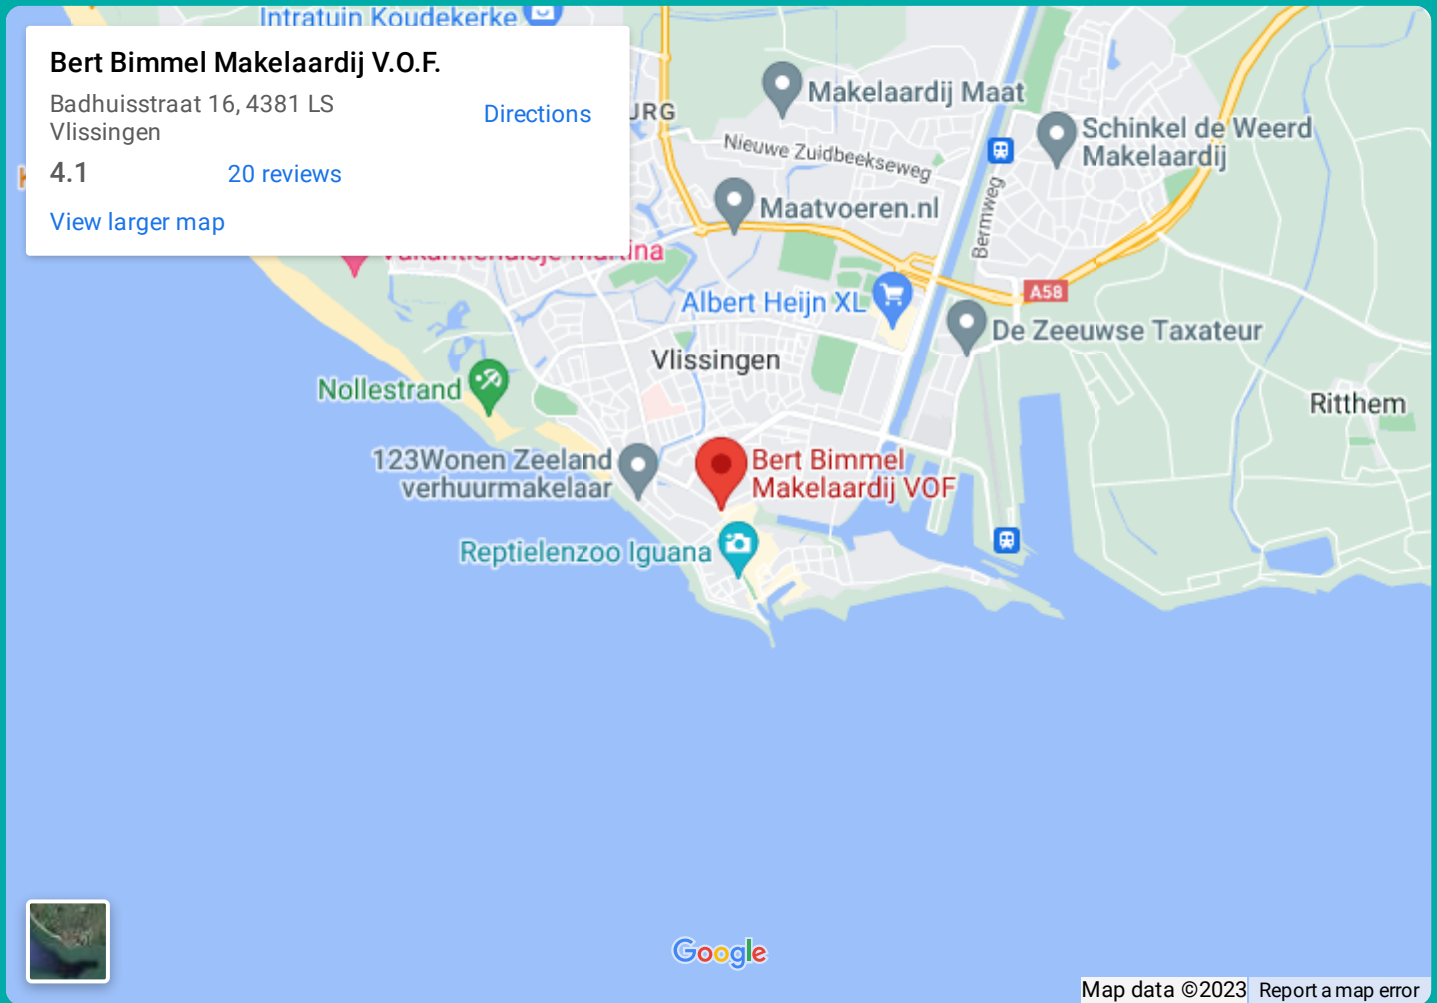 Intratuin Koudekerke
Bert Bimmel Makelaardij V.O.F.
Badhuisstraat 16, 4381 LS
Vlissingen
Directions
4.1
20 reviews
View larger map
URG
Makelaardij Maat
Nieuwe Zuidbeekseweg
Schinkel de Weerd
Makelaardij
Maatvoeren.nl
Bermweg
Albert Heijn XL
A58
De Zeeuwse Taxateur
Vlissingen
Nollestrand
Ritthem
123Wonen Zeeland
verhuurmakelaar
Bert Bimmel
Makelaardij VOF
Reptielenzoo Iguana
Google
Map data ©2023
Report a map error